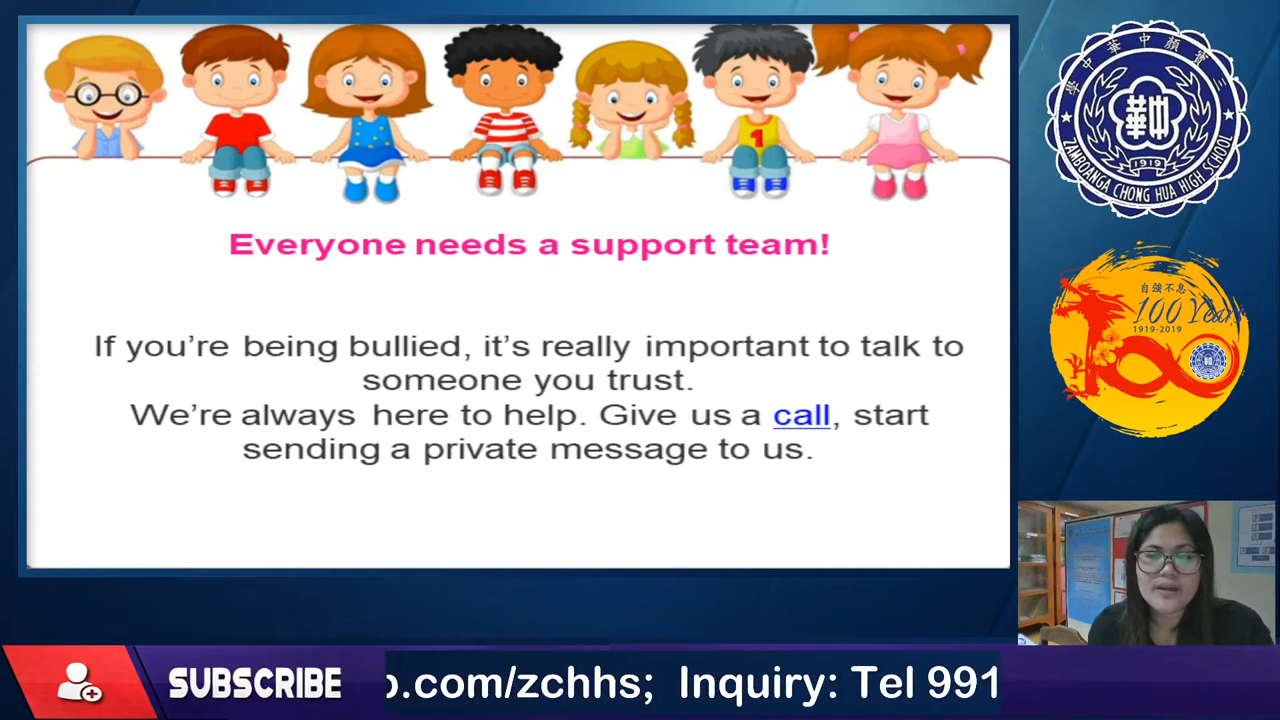 Everyone needs a support team!
If you're being bullied, it's really important to talk to
someone you trust.
We're always here to help. Give us a call, start
sending a private message to us.
1
中華
1919
ZAMBOANGA CHONG HUA HIGH SCHOOL
自強不息
100 Years
1919-2019
SUBSCRIBE
.com/zchhs; Inquiry: Tel 991